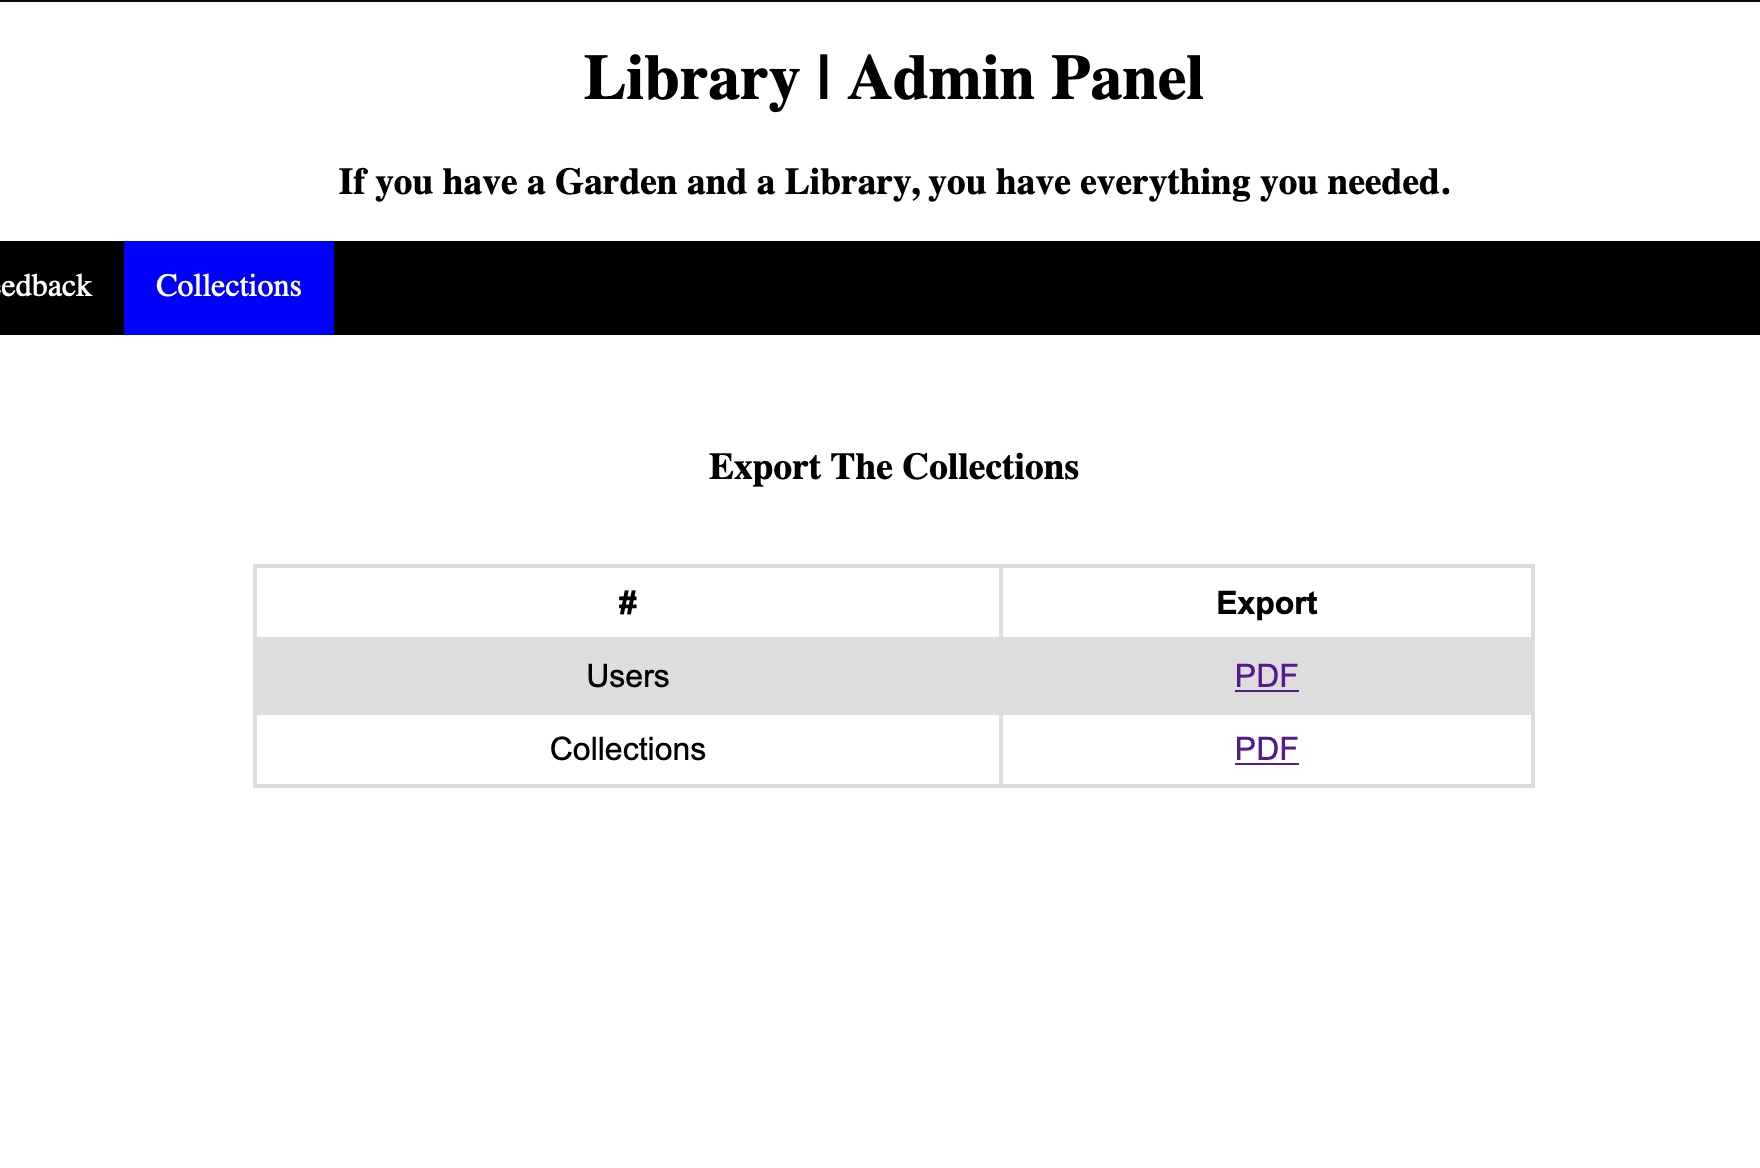 Library | Admin Panel
If you have a Garden and a Library, you have everything you needed.
edback Collections
Export The Collections
# Export
Users PDF
Collections PDF